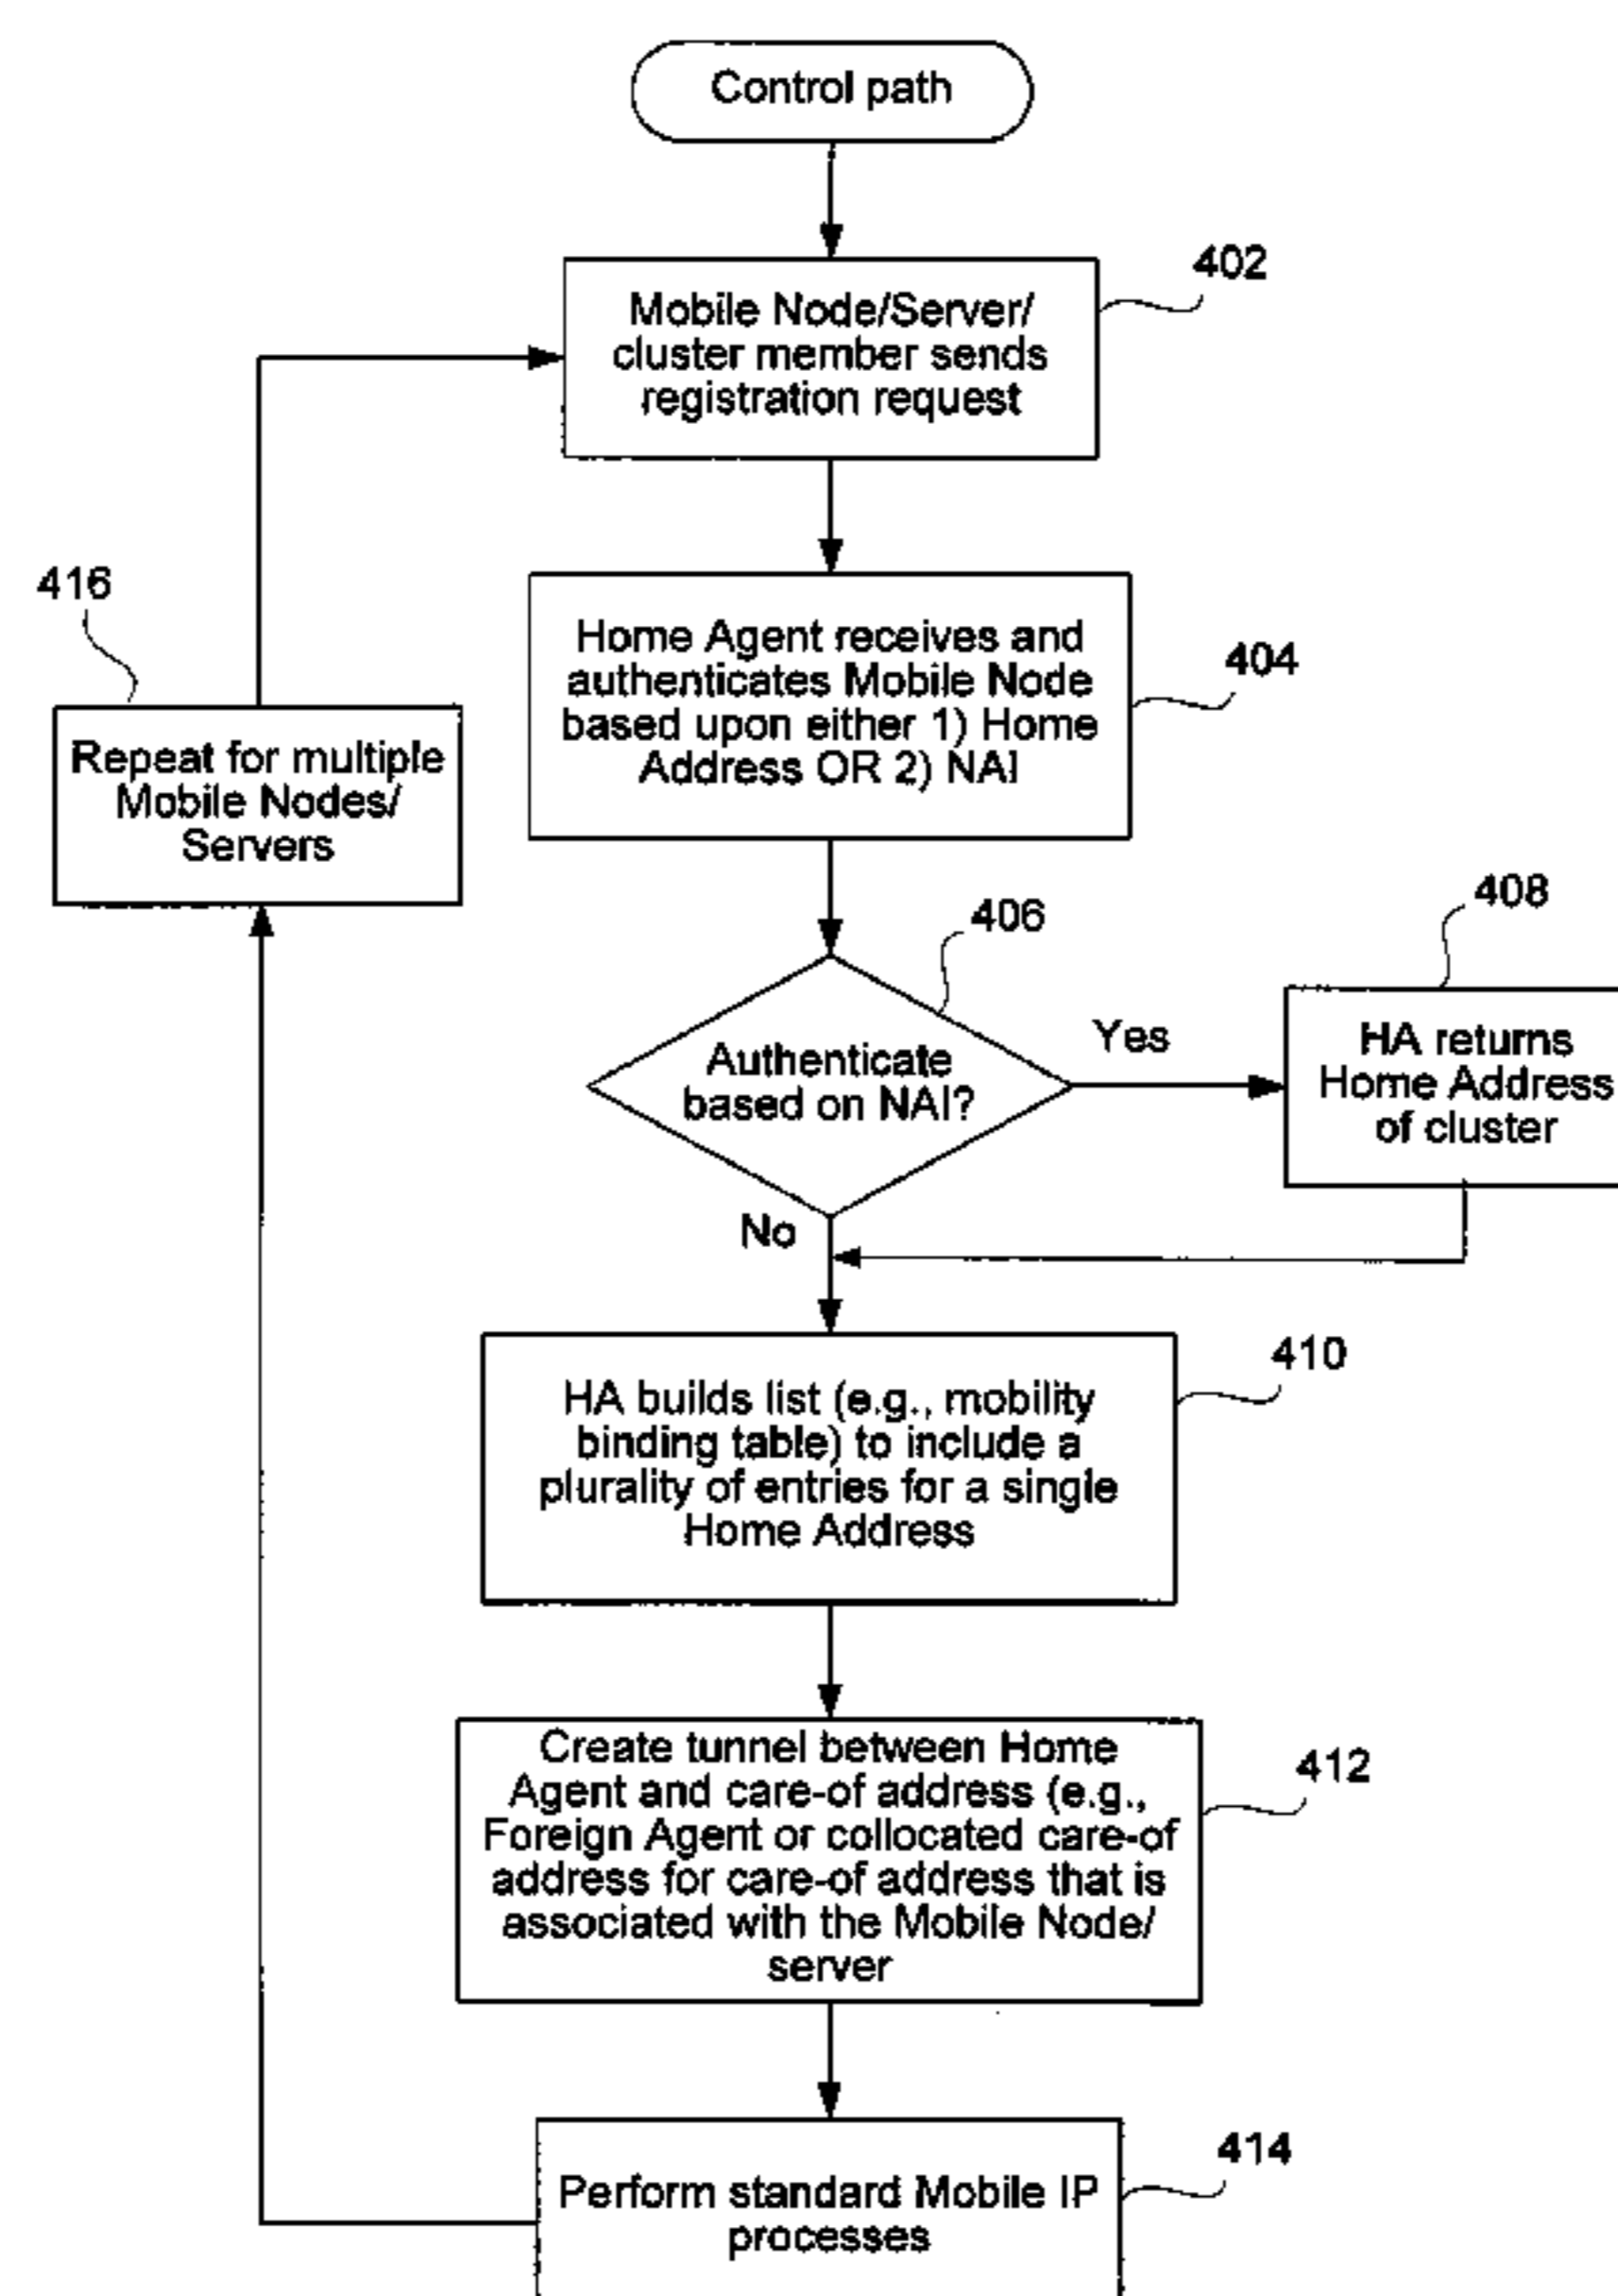 Control path
402
Mobile Node/Server/
cluster member sends
registration request
416
404
Home Agent receives and
authenticates Mobile Node
based upon either 1) Home
Address OR 2) NAI
Repeat for multiple
Mobile Nodes/
Servers
406
408
Authenticate
based on NAI?
Yes
HA returns
Home Address
of cluster
No
410
HA builds list (e.g., mobility
binding table) to include a
plurality of entries for a single
Home Address
412
Create tunnel between Home
Agent and care-of address (e.g.,
Foreign Agent or collocated care-of
address for care-of address that is
associated with the Mobile Node/
server
414
Perform standard Mobile IP
processes